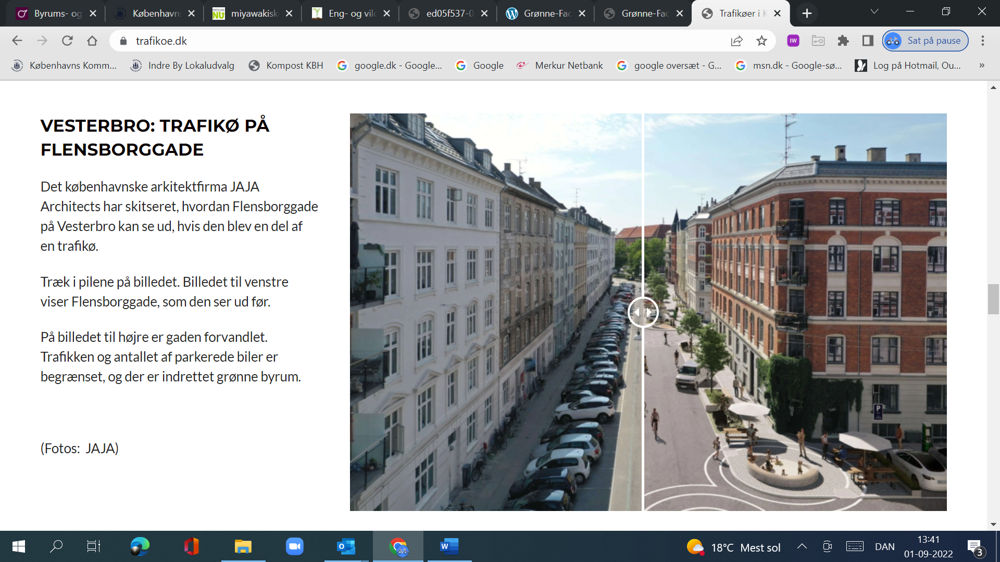 Byrums- og
Københavns
miyawakisk
Eng- og vild
ed05f537-0
Grønne-Fac
Grønne-Fac
Trafikøer i K
trafikoe.dk
IW
Sat på pause
Københavns Komm...
Indre By Lokaludvalg
Kompost KBH
google.dk - Google...
Google
Merkur Netbank
google oversæt - G...
msn.dk - Google-sø...
Log på Hotmail, Ou...
»
VESTERBRO: TRAFIKØ PÅ
FLENSBORGGADE
Det københavnske arkitektfirma JAJA
Architects har skitseret, hvordan Flensborggade
på Vesterbro kan se ud, hvis den blev en del af
en trafikø.
Træk i pilene på billedet. Billedet til venstre
viser Flensborggade, som den ser ud før.
På billedet til højre er gaden forvandlet.
Trafikken og antallet af parkerede biler er
begrænset, og der er indrettet grønne byrum.
(Fotos: JAJA)
P
18°C Mest sol
DAN
13:41
01-09-2022
3